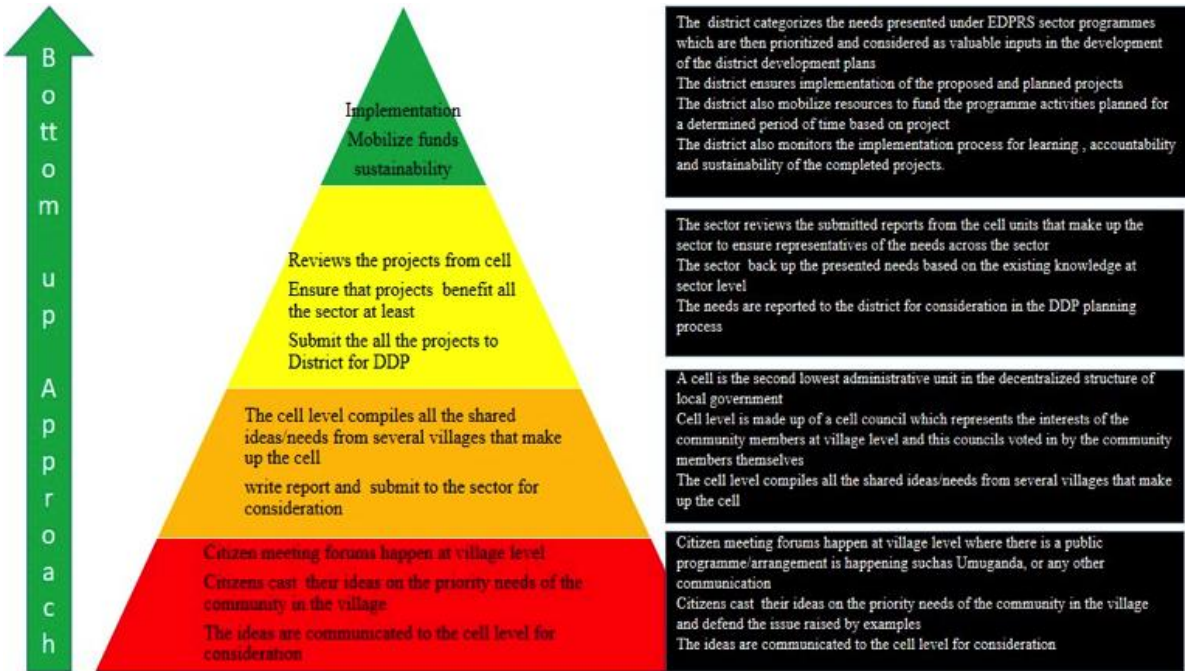 Bottom up Approach
Implementation
Mobilize funds
sustainability
Reviews the projects from cell
Ensure that projects benefit all
the sector at least
Submit the all the projects to
District for DDP
The cell level compiles all the shared
ideas/needs from several villages that make
up the cell
write report and submit to the sector for
consideration
Citizen meeting forums happen at village level
Citizens cast their ideas on the priority needs of the
community in the village
The ideas are communicated to the cell level for
consideration
The district categorizes the needs presented under EDPRS sector programmes
which are then prioritized and considered as valuable inputs in the development
of the district development plans
The district ensures implementation of the proposed and planned projects
The district also mobilize resources to fund the programme activities planned for
a determined period of time based on project
The district also monitors the implementation process for learning , accountability
and sustainability of the completed projects.
The sector reviews the submitted reports from the cell units that make up the
sector to ensure representatives of the needs across the sector
The sector back up the presented needs based on the existing knowledge at
sector level
The needs are reported to the district for consideration in the DDP planning
process
A cell is the second lowest administrative unit in the decentralized structure of
local government
Cell level is made up of a cell council which represents the interests of the
community members at village level and this councils voted in by the community
members themselves
The cell level compiles all the shared ideas/needs from several villages that make
up the cell
Citizen meeting forums happen at village level where there is a public
programme/arrangement is happening suchas Umuganda, or any other
communication
Citizens cast their ideas on the priority needs of the community in the village
and defend the issue raised by examples
The ideas are communicated to the cell level for consideration